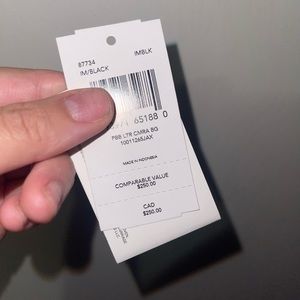 87734 IMBLK
IM/BLACK
65188 0
PBB LTR CMRA BG
10011265JAX
MADE IN INDONESIA
COMPARABLE VALUE
$250.00
CAD
$250.00